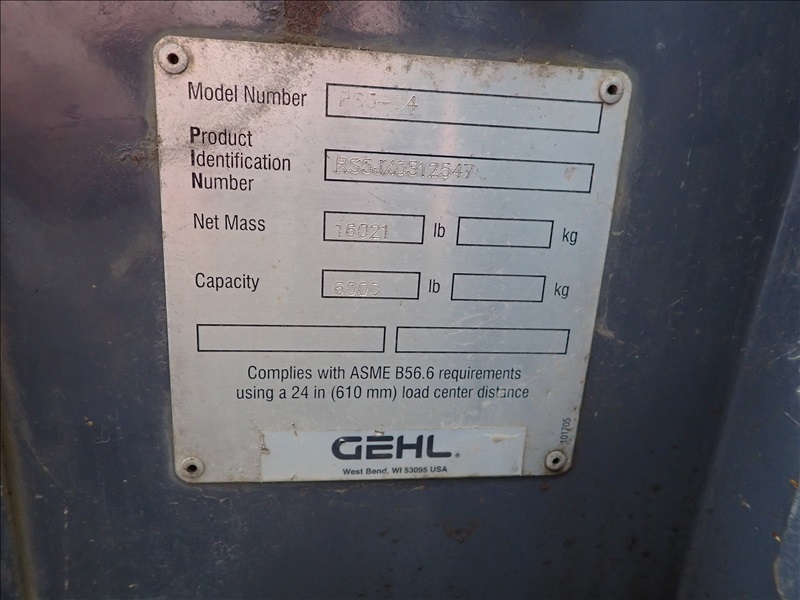 Model Number
Product
Identification
Number
RS5JX0312647
Net Mass 16021 lb kg
Capacity lb kg
Complies with ASME B56.6 requirements
using a 24 in (610 mm) load center distance
101705
GEHL
West Bend, WI 53095 USA